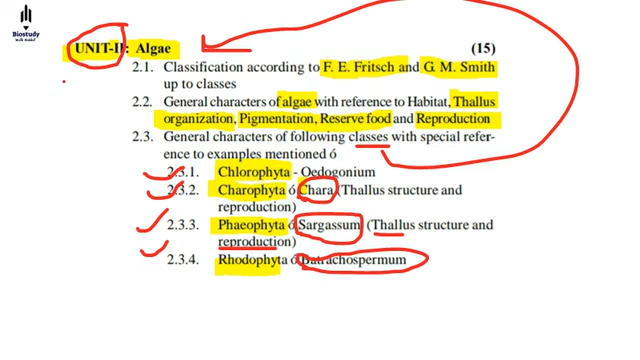 Biostudy
UNIT-II: Algae (15)
2.1. Classification according to F. E. Fritsch and G. M. Smith
up to classes
2.2. General characters of algae with reference to Habitat, Thallus
organization, Pigmentation, Reserve food and Reproduction
2.3. General characters of following classes with special refer-
ence to examples mentioned ó
2.3.1. Chlorophyta - Oedogonium
2.3.2. Charophyta ó Chara (Thallus structure and
reproduction)
2.3.3. Phaeophyta ó Sargassum (Thallus structure and
reproduction)
2.3.4. Rhodophyta ó Batrachospermum